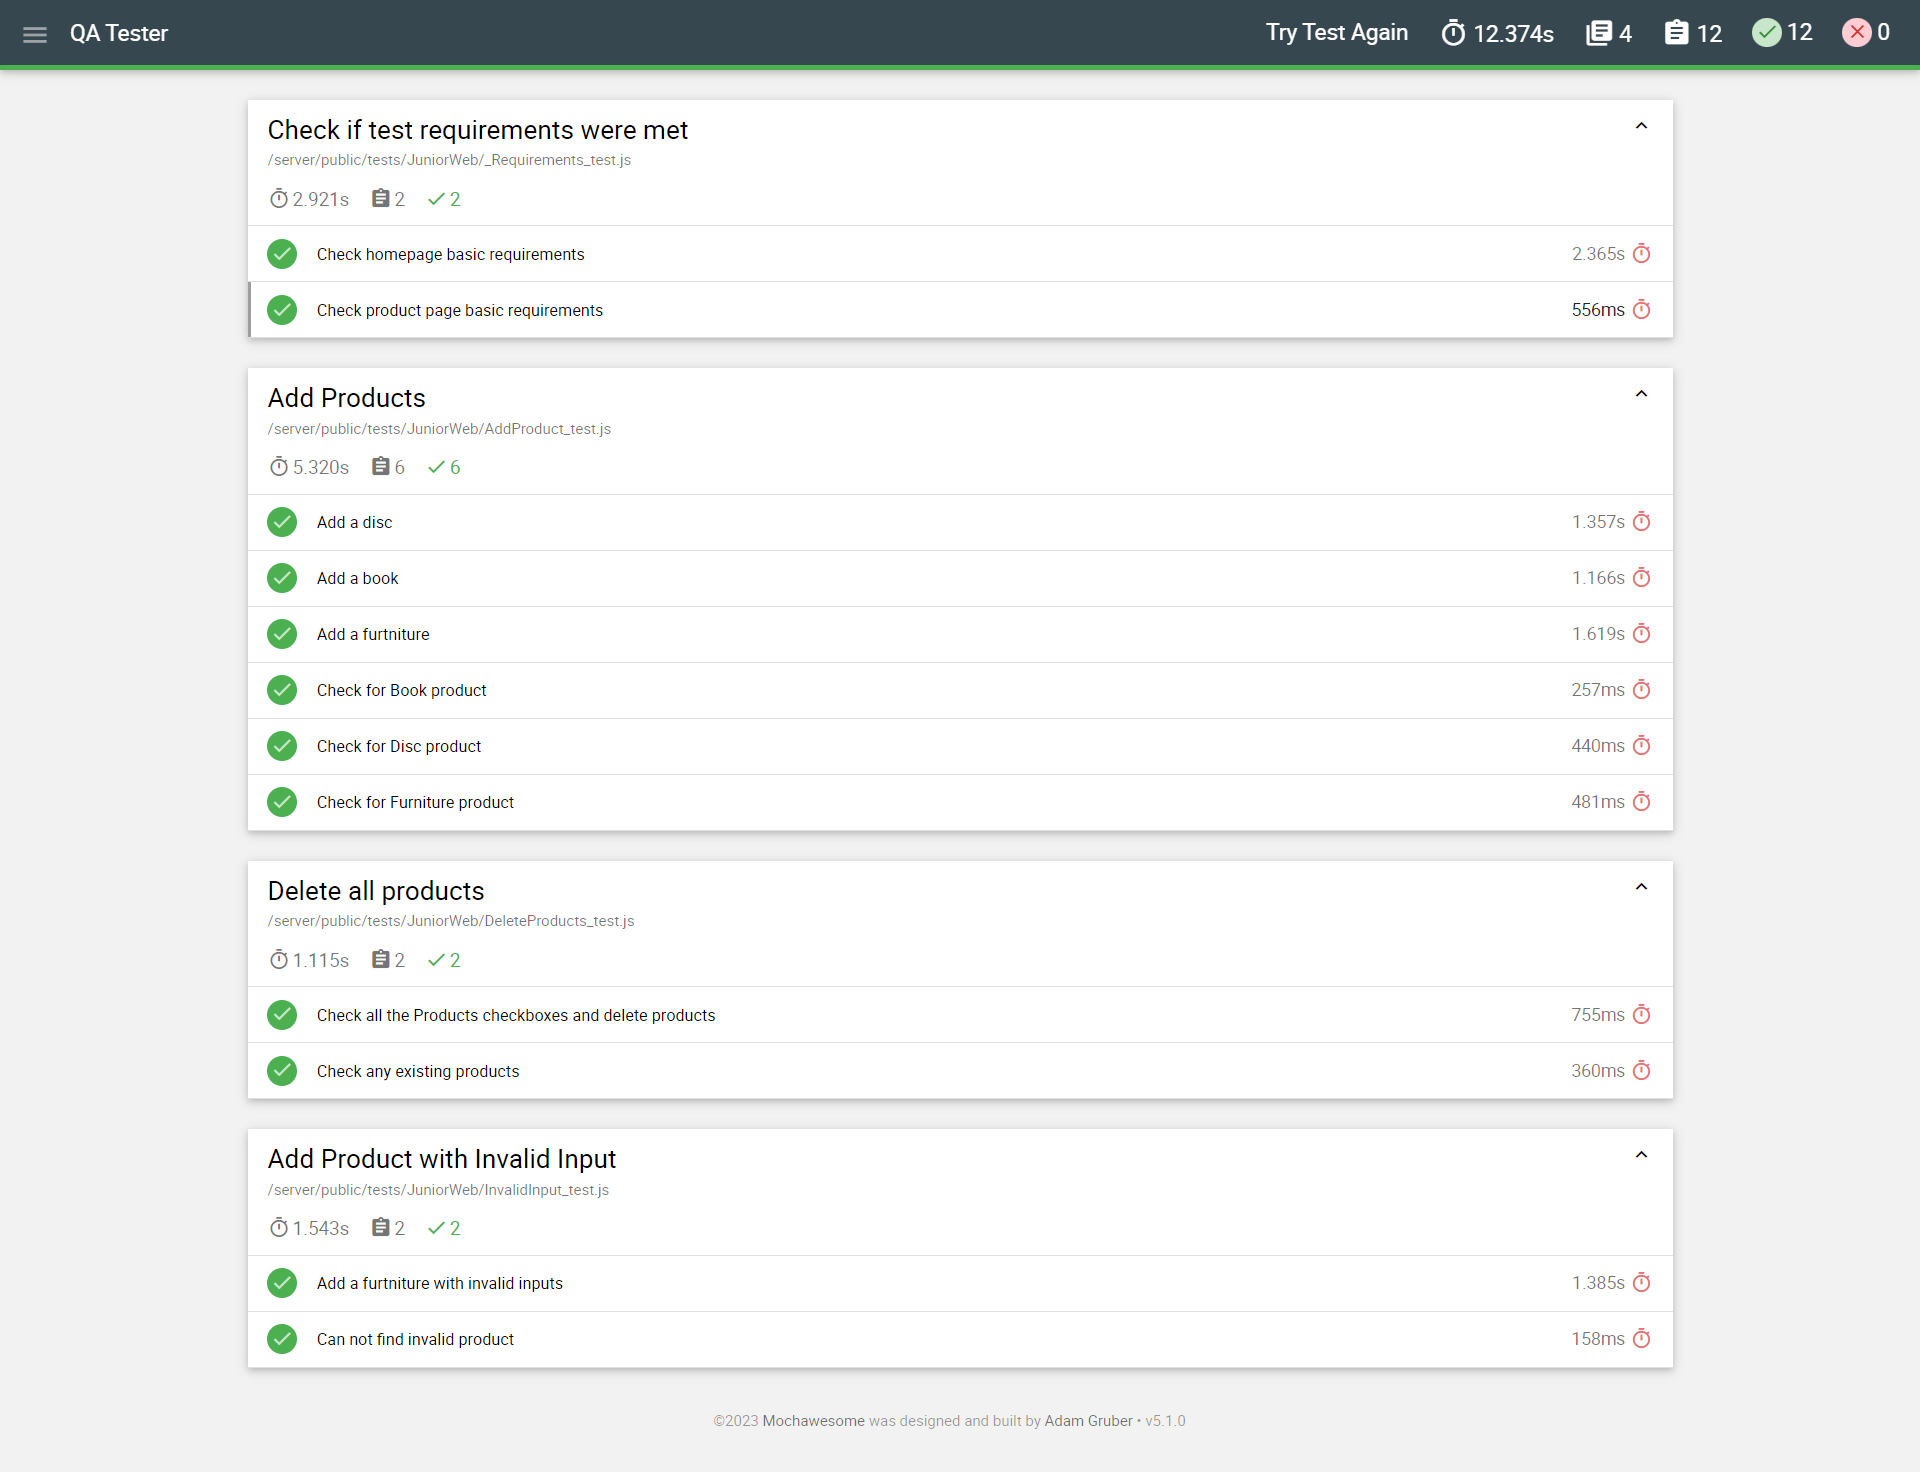 QA Tester
Try Test Again 12.374s 4 12 12 0
Check if test requirements were met
/server/public/tests/JuniorWeb/_Requirements_test.js
2.921s 2 2
Check homepage basic requirements 2.365s
Check product page basic requirements 556ms
Add Products
/server/public/tests/JuniorWeb/AddProduct_test.js
5.320s 6 6
Add a disc 1.357s
Add a book 1.166s
Add a furtniture 1.619s
Check for Book product 257ms
Check for Disc product 440ms
Check for Furniture product 481ms
Delete all products
/server/public/tests/JuniorWeb/DeleteProducts_test.js
1.115s 2 2
Check all the Products checkboxes and delete products 755ms
Check any existing products 360ms
Add Product with Invalid Input
/server/public/tests/JuniorWeb/InvalidInput_test.js
1.543s 2 2
Add a furtniture with invalid inputs 1.385s
Can not find invalid product 158ms
©2023 Mochawesome was designed and built by Adam Gruber • v5.1.0